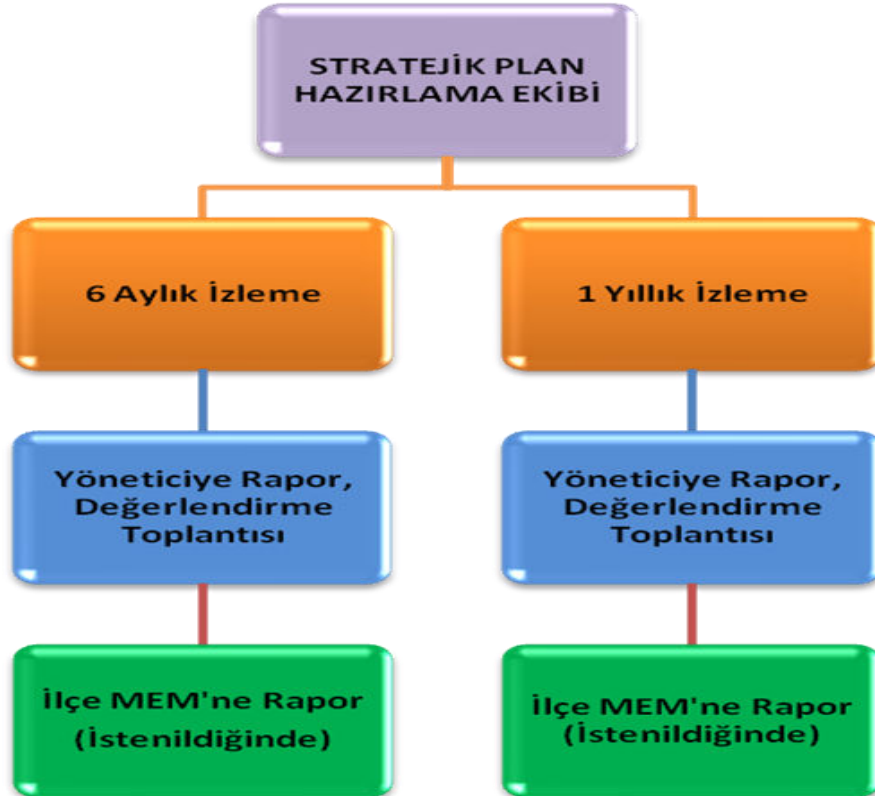 STRATEJİK PLAN
HAZIRLAMA EKİBİ
6 Aylık İzleme
1 Yıllık İzleme
Yöneticiye Rapor,
Değerlendirme
Toplantısı
Yöneticiye Rapor,
Değerlendirme
Toplantısı
İlçe MEM'ne Rapor
(İstenildiğinde)
İlçe MEM'ne Rapor
(İstenildiğinde)